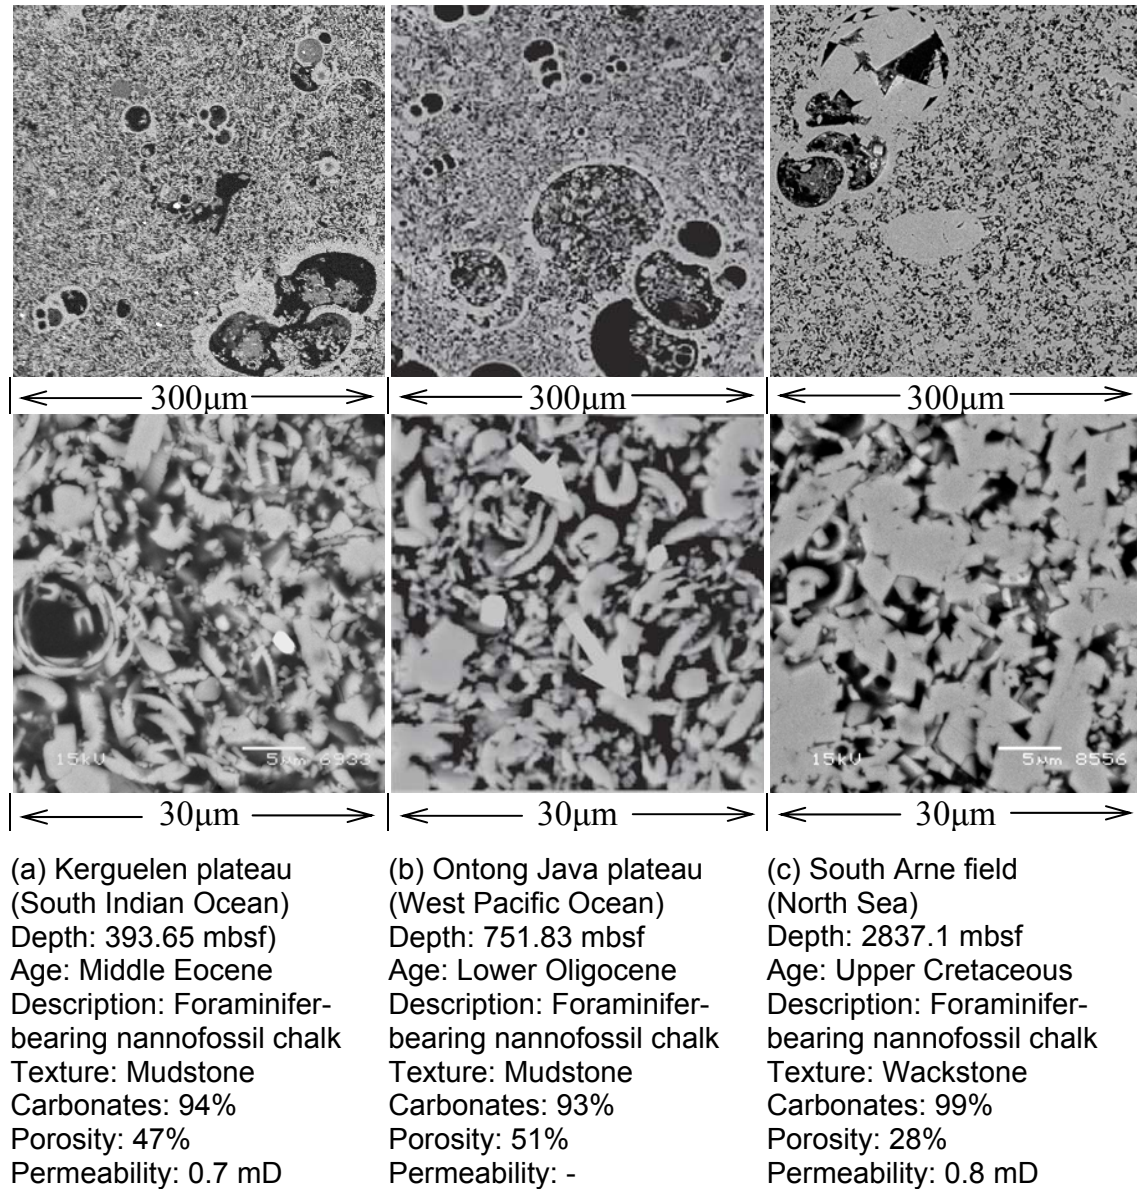 300μm
300μm
300μm
15kV 5μm 6933
15kV 5μm 8556
30μm
30μm
30μm
(a) Kerguelen plateau
(South Indian Ocean)
Depth: 393.65 mbsf)
Age: Middle Eocene
Description: Foraminifer-
bearing nannofossil chalk
Texture: Mudstone
Carbonates: 94%
Porosity: 47%
Permeability: 0.7 mD
(b) Ontong Java plateau
(West Pacific Ocean)
Depth: 751.83 mbsf
Age: Lower Oligocene
Description: Foraminifer-
bearing nannofossil chalk
Texture: Mudstone
Carbonates: 93%
Porosity: 51%
Permeability: -
(c) South Arne field
(North Sea)
Depth: 2837.1 mbsf
Age: Upper Cretaceous
Description: Foraminifer-
bearing nannofossil chalk
Texture: Wackstone
Carbonates: 99%
Porosity: 28%
Permeability: 0.8 mD